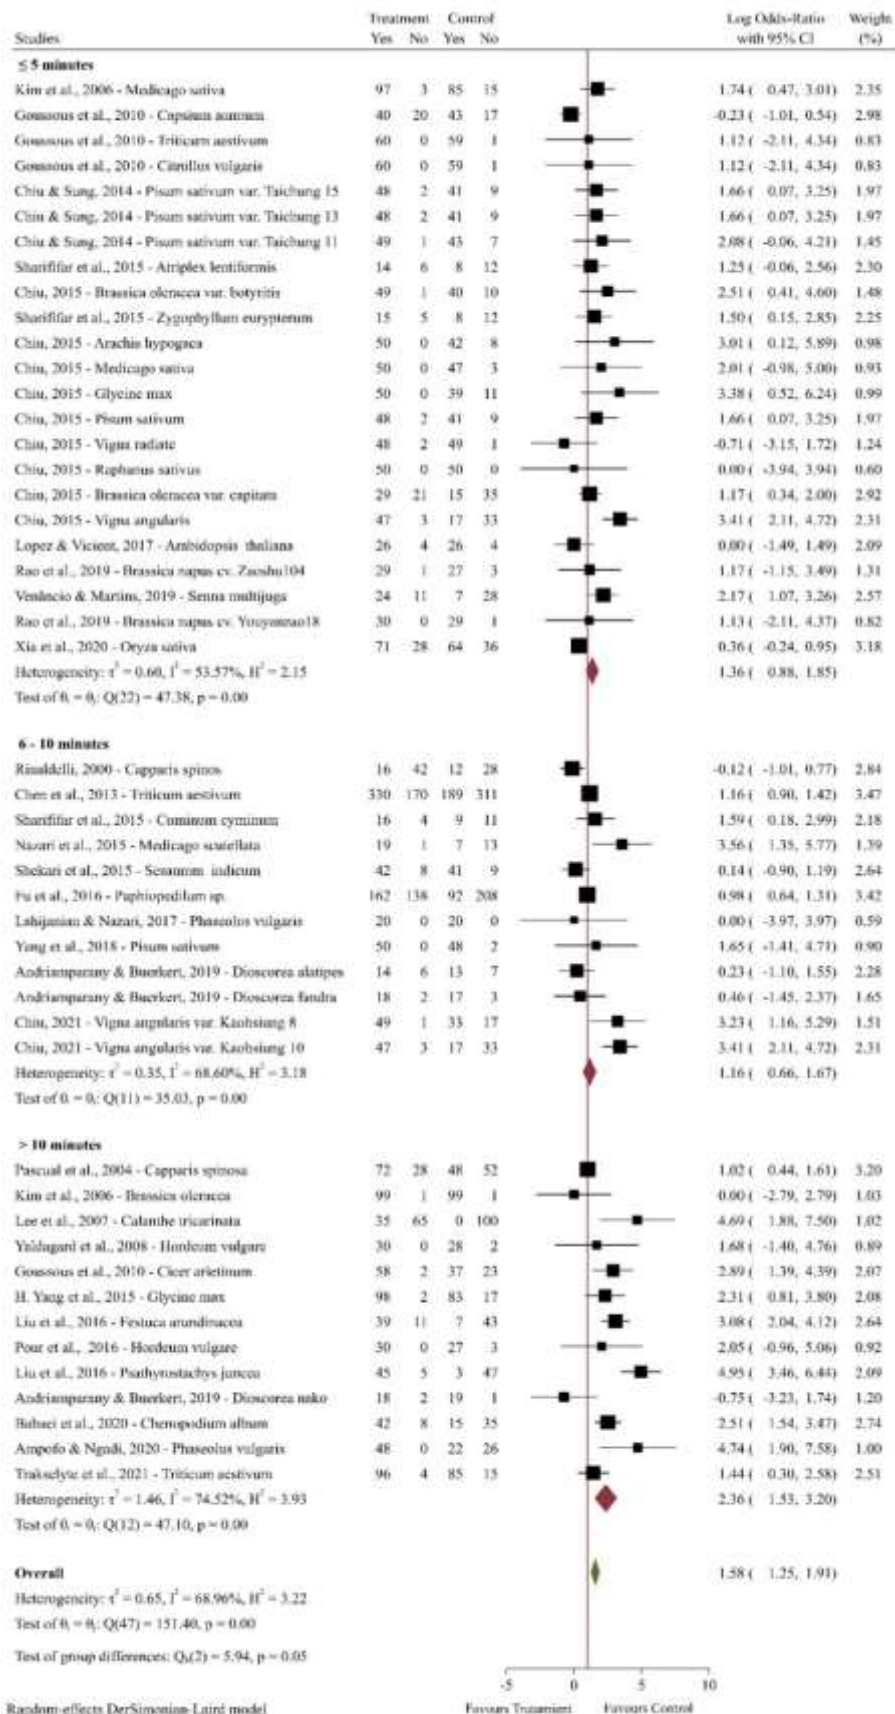 Treatment Control Log Odds-Ratio Weight
Studies Yes No Yes No with 95% CI (%)
≤ 5 minutes
Kim et al., 2006 - Medicago sativa 97 3 85 15 1.74 ( 0.47, 3.01) 2.35
Goussous et al., 2010 - Capsium aumum 40 20 43 17 -0.23 ( -1.01, 0.54) 2.98
Goussous et al., 2010 - Triticum aestivum 60 0 59 1 1.12 ( -2.11, 4.34) 0.83
Goussous et al., 2010 - Citrullus vulgaris 60 0 59 1 1.12 ( -2.11, 4.34) 0.83
Chiu & Sung, 2014 - Pisum sativum var. Taichung 15 48 2 41 9 1.66 ( 0.07, 3.25) 1.97
Chiu & Sung, 2014 - Pisum sativum var. Taichung 13 48 2 41 9 1.66 ( 0.07, 3.25) 1.97
Chiu & Sung, 2014 - Pisum sativum var. Taichung 11 49 1 43 7 2.08 ( -0.06, 4.21) 1.45
Sharififar et al., 2015 - Atriplex lentiformis 14 6 8 12 1.25 ( -0.06, 2.56) 2.30
Chiu, 2015 - Brassica oleracea var. botyritis 49 1 40 10 2.51 ( 0.41, 4.60) 1.48
Sharififar et al., 2015 - Zygophyllum eurypterum 15 5 8 12 1.50 ( 0.15, 2.85) 2.25
Chiu, 2015 - Arachis hypogaea 50 0 42 8 3.01 ( 0.12, 5.89) 0.98
Chiu, 2015 - Medicago sativa 50 0 47 3 2.01 ( -0.98, 5.00) 0.93
Chiu, 2015 - Glycine max 50 0 39 11 3.38 ( 0.52, 6.24) 0.99
Chiu, 2015 - Pisum sativum 48 2 41 9 1.66 ( 0.07, 3.25) 1.97
Chiu, 2015 - Vigna radiate 48 2 49 1 -0.71 ( -3.15, 1.72) 1.24
Chiu, 2015 - Raphanus sativus 50 0 50 0 0.00 ( -3.94, 3.94) 0.60
Chiu, 2015 - Brassica oleracea var. capitata 29 21 15 35 1.17 ( 0.34, 2.00) 2.92
Chiu, 2015 - Vigna angularis 47 3 17 33 3.41 ( 2.11, 4.72) 2.31
Lopez & Vicient, 2017 - Arabidopsis thaliana 26 4 26 4 0.00 ( -1.49, 1.49) 2.09
Rao et al., 2019 - Brassica napus cv. Zaoshu104 29 1 27 3 1.17 ( -1.15, 3.49) 1.31
Venâncio & Martins, 2019 - Senna multijuga 24 11 7 28 2.17 ( 1.07, 3.26) 2.57
Rao et al., 2019 - Brassica napus cv. Youyanzao18 30 0 29 1 1.13 ( -2.11, 4.37) 0.82
Xia et al., 2020 - Oryza sativa 71 28 64 36 0.36 ( -0.24, 0.95) 3.18
Heterogeneity: τ² = 0.60, I² = 53.57%, H² = 2.15 1.36 ( 0.88, 1.85)
Test of θᵢ = θⱼ: Q(22) = 47.38, p = 0.00
6 - 10 minutes
Rinaldelli, 2000 - Capparis spinos 16 42 12 28 -0.12 ( -1.01, 0.77) 2.84
Chen et al., 2013 - Triticum aestivum 330 170 189 311 1.16 ( 0.90, 1.42) 3.47
Sharififar et al., 2015 - Cominum cyminum 16 4 9 11 1.59 ( 0.18, 2.99) 2.18
Nazari et al., 2015 - Medicago scutellata 19 1 7 13 3.56 ( 1.35, 5.77) 1.39
Shekari et al., 2015 - Sesamum indicum 42 8 41 9 0.14 ( -0.90, 1.19) 2.64
Fu et al., 2016 - Paphiopedilum sp. 162 138 92 208 0.98 ( 0.64, 1.31) 3.42
Lahijanian & Nazari, 2017 - Phaseolus vulgaris 20 0 20 0 0.00 ( -3.97, 3.97) 0.59
Yang et al., 2018 - Pisum sativum 50 0 48 2 1.65 ( -1.41, 4.71) 0.90
Andriamparany & Buerkert, 2019 - Dioscorea alatipes 14 6 13 7 0.23 ( -1.10, 1.55) 2.28
Andriamparany & Buerkert, 2019 - Dioscorea fandra 18 2 17 3 0.46 ( -1.45, 2.37) 1.65
Chiu, 2021 - Vigna angularis var. Kaohsiung 8 49 1 33 17 3.23 ( 1.16, 5.29) 1.51
Chiu, 2021 - Vigna angularis var. Kaohsiung 10 47 3 17 33 3.41 ( 2.11, 4.72) 2.31
Heterogeneity: τ² = 0.35, I² = 68.60%, H² = 3.18 1.16 ( 0.66, 1.67)
Test of θᵢ = θⱼ: Q(11) = 35.03, p = 0.00
> 10 minutes
Pascual et al., 2004 - Capparis spinosa 72 28 48 52 1.02 ( 0.44, 1.61) 3.20
Kim et al., 2006 - Brassica oleracea 99 1 99 1 0.00 ( -2.79, 2.79) 1.03
Lee et al., 2007 - Calanthe tricarinata 35 65 0 100 4.69 ( 1.88, 7.50) 1.02
Yaldagard et al., 2008 - Hordeum vulgare 30 0 28 2 1.68 ( -1.40, 4.76) 0.89
Goussous et al., 2010 - Cicer arietinum 58 2 37 23 2.89 ( 1.39, 4.39) 2.07
H. Yang et al., 2015 - Glycine max 98 2 83 17 2.31 ( 0.81, 3.80) 2.08
Liu et al., 2016 - Festuca arundinacea 39 11 7 43 3.08 ( 2.04, 4.12) 2.64
Pour et al., 2016 - Hordeum vulgare 30 0 27 3 2.05 ( -0.96, 5.06) 0.92
Liu et al., 2016 - Psathyrostachys juncea 45 5 3 47 4.95 ( 3.46, 6.44) 2.09
Andriamparany & Buerkert, 2019 - Dioscorea nako 18 2 19 1 -0.75 ( -3.23, 1.74) 1.20
Babaei et al., 2020 - Chenopodium album 42 8 15 35 2.51 ( 1.54, 3.47) 2.74
Ampofo & Ngadi, 2020 - Phaseolus vulgaris 48 0 22 26 4.74 ( 1.90, 7.58) 1.00
Trakselyte et al., 2021 - Triticum aestivum 96 4 85 15 1.44 ( 0.30, 2.58) 2.51
Heterogeneity: τ² = 1.46, I² = 74.52%, H² = 3.93 2.36 ( 1.53, 3.20)
Test of θᵢ = θⱼ: Q(12) = 47.10, p = 0.00
Overall 1.58 ( 1.25, 1.91)
Heterogeneity: τ² = 0.65, I² = 68.96%, H² = 3.22
Test of θᵢ = θⱼ: Q(47) = 151.40, p = 0.00
Test of group differences: Qb(2) = 5.94, p = 0.05
-5 0 5 10
Random-effects DerSimonian-Laird model Favours Trataminent Favours Control